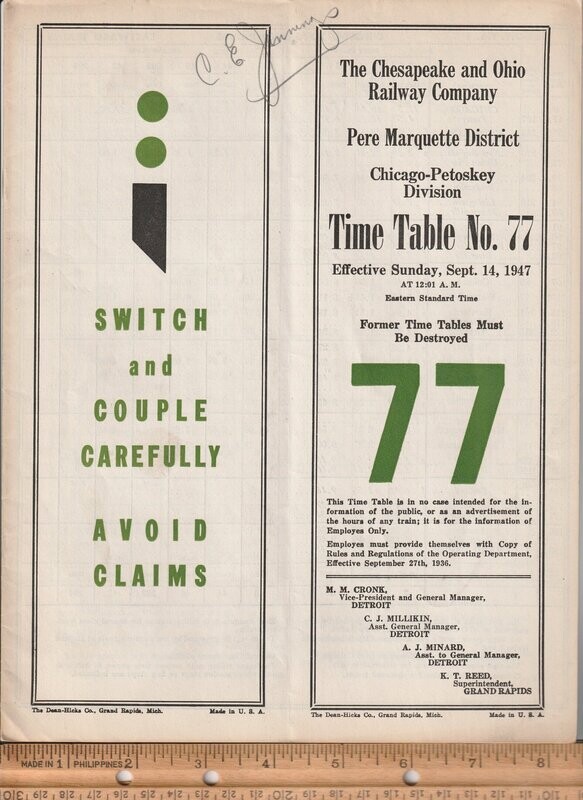 C. E. Jennings
SWITCH
and
COUPLE
CAREFULLY
AVOID
CLAIMS
The Dean-Hicks Co., Grand Rapids, Mich. Made in U. S. A.
The Chesapeake and Ohio
Railway Company
Pere Marquette District
Chicago-Petoskey
Division
Time Table No. 77
Effective Sunday, Sept. 14, 1947
AT 12:01 A. M.
Eastern Standard Time
Former Time Tables Must
Be Destroyed
77
This Time Table is in no case intended for the in-
formation of the public, or as an advertisement of
the hours of any train; it is for the information of
Employes Only.
Employes must provide themselves with Copy of
Rules and Regulations of the Operating Department,
Effective September 27th, 1936.
M. M. CRONK,
Vice-President and General Manager,
DETROIT
C. J. MILLIKIN,
Asst. General Manager,
DETROIT
A. J. MINARD,
Asst. to General Manager,
DETROIT
K. T. REED,
Superintendent,
GRAND RAPIDS
The Dean-Hicks Co., Grand Rapids, Mich. Made in U. S. A.
MADE IN 1 PHILIPPINES 2 3 4 5 6 7 8